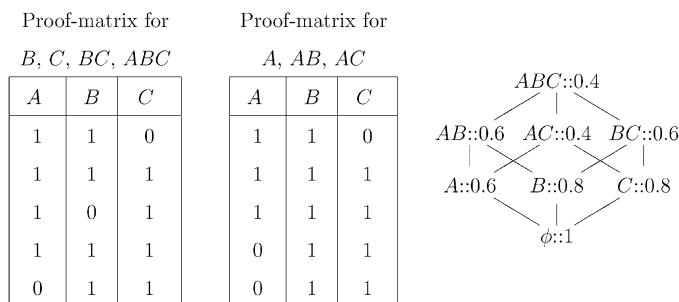 Proof-matrix for
B, C, BC, ABC
A B C
1 1 0
1 1 1
1 0 1
1 1 1
0 1 1
Proof-matrix for
A, AB, AC
A B C
1 1 0
1 1 1
1 1 1
0 1 1
0 1 1
ABC::0.4
AB::0.6 AC::0.4 BC::0.6
A::0.6 B::0.8 C::0.8
ϕ::1